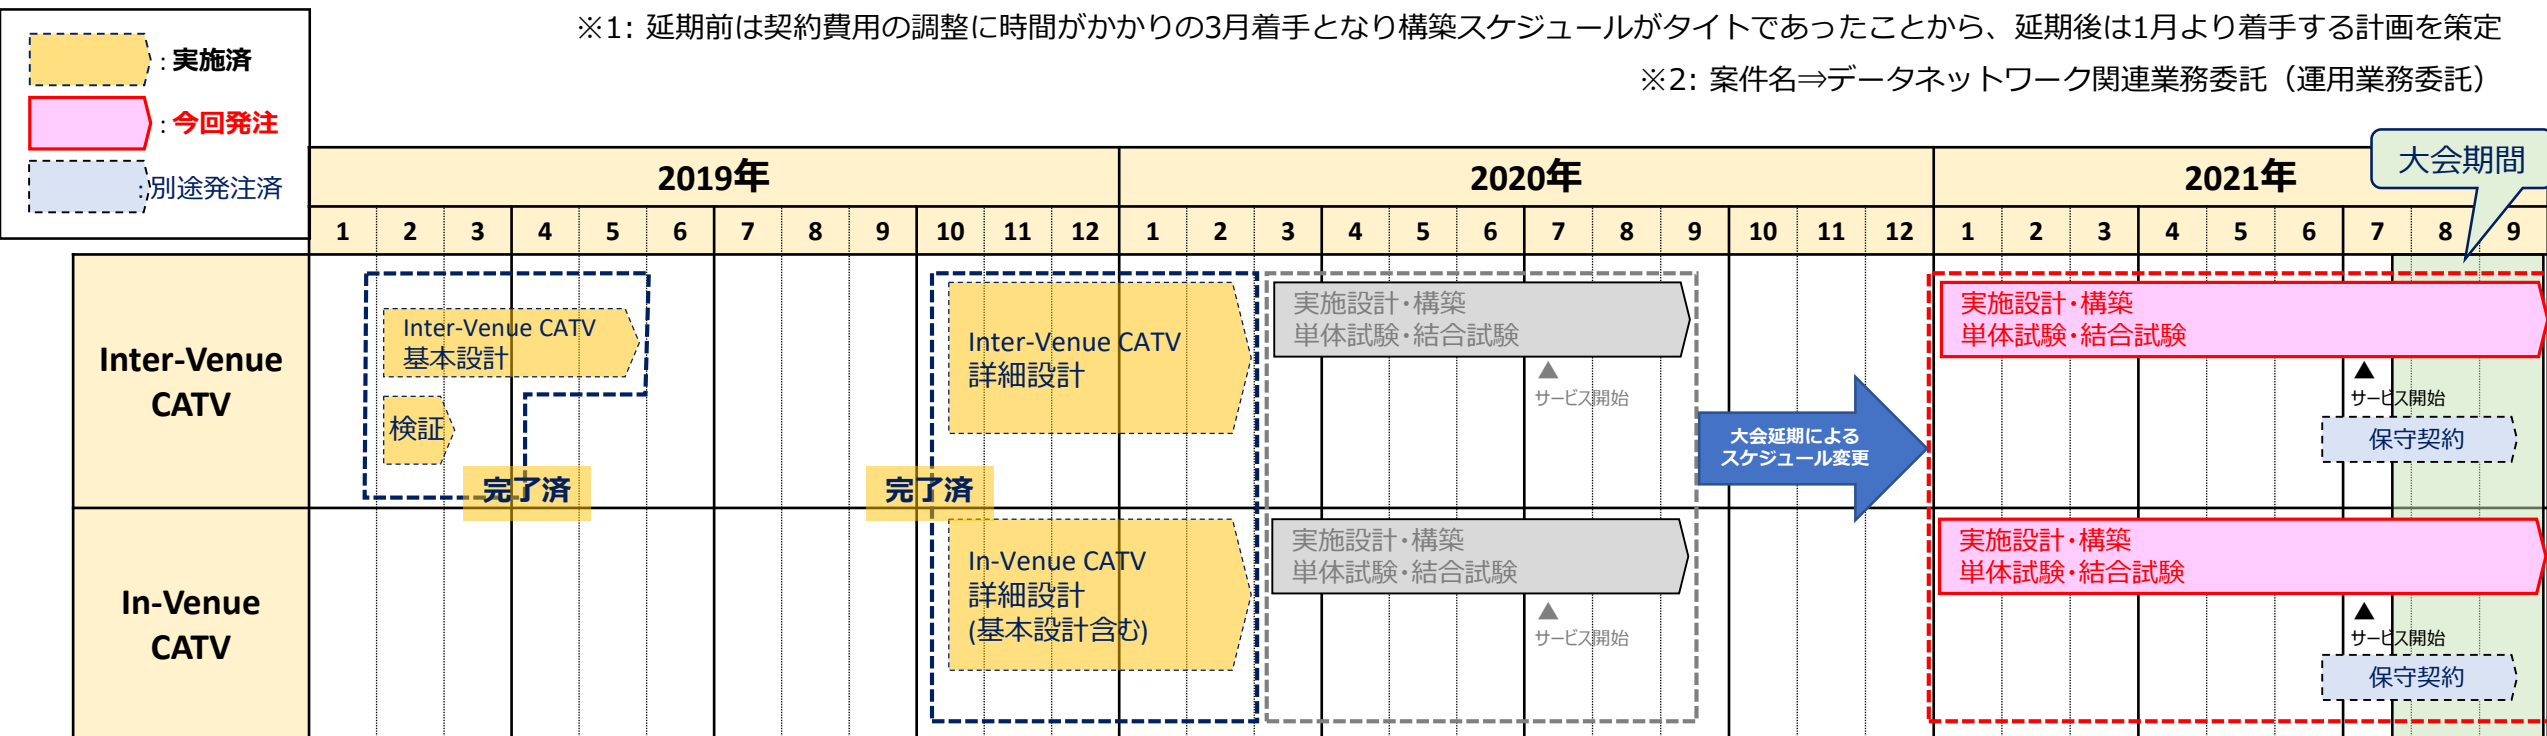 ※1: 延期前は契約費用の調整に時間がかかりの3月着手となり構築スケジュールがタイトであったことから、延期後は1月より着手する計画を策定
※2: 案件名⇒データネットワーク関連業務委託（運用業務委託）
: 実施済
: 今回発注
: 別途発注済
大会期間
2019年 2020年 2021年
1 2 3 4 5 6 7 8 9 10 11 12 1 2 3 4 5 6 7 8 9 10 11 12 1 2 3 4 5 6 7 8 9
Inter-Venue
CATV
Inter-Venue CATV
基本設計
検証
完了済
完了済
Inter-Venue CATV
詳細設計
実施設計・構築
単体試験・結合試験
▲
サービス開始
大会延期による
スケジュール変更
実施設計・構築
単体試験・結合試験
▲
サービス開始
保守契約
In-Venue
CATV
In-Venue CATV
詳細設計
(基本設計含む)
実施設計・構築
単体試験・結合試験
▲
サービス開始
実施設計・構築
単体試験・結合試験
▲
サービス開始
保守契約